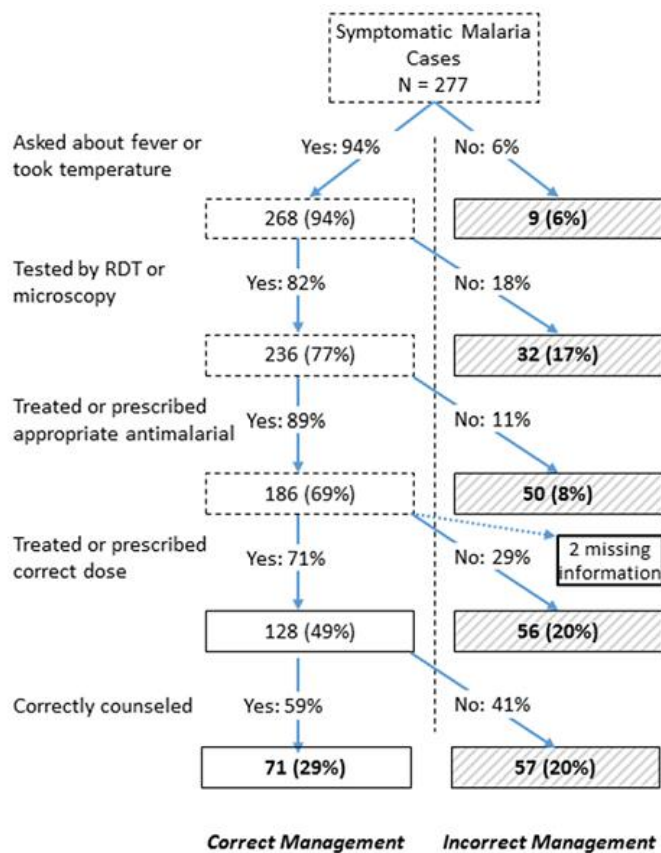 Symptomatic Malaria
Cases
N = 277
Asked about fever or
took temperature
Yes: 94%
No: 6%
268 (94%)
9 (6%)
Tested by RDT or
microscopy
Yes: 82%
No: 18%
236 (77%)
32 (17%)
Treated or prescribed
appropriate antimalarial
Yes: 89%
No: 11%
186 (69%)
50 (8%)
Treated or prescribed
correct dose
Yes: 71%
No: 29%
2 missing
information
128 (49%)
56 (20%)
Correctly counseled
Yes: 59%
No: 41%
71 (29%)
57 (20%)
Correct Management
Incorrect Management